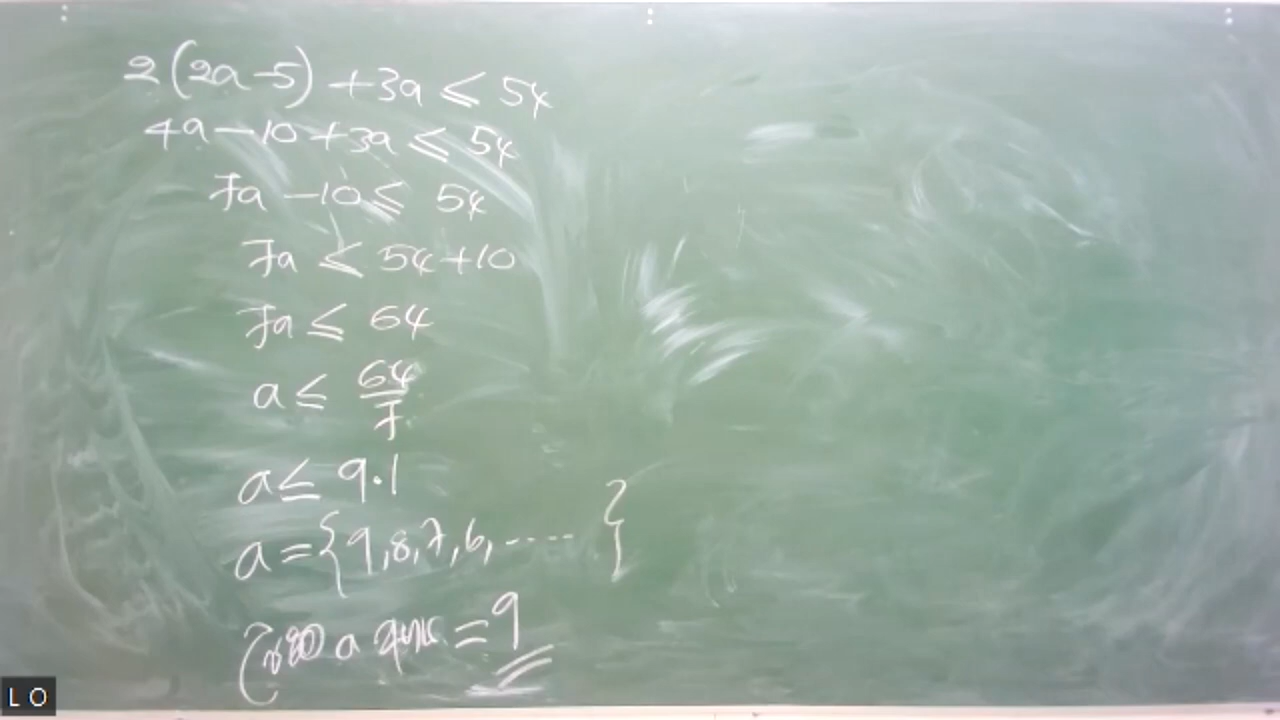 2(2a-5) + 3a ≤ 54
4a - 10 + 3a ≤ 54
7a - 10 ≤ 54
7a ≤ 54 + 10
7a ≤ 64
a ≤ 64/7
a ≤ 9.1
a = {9, 8, 7, 6, ..... }
a = 9
LO